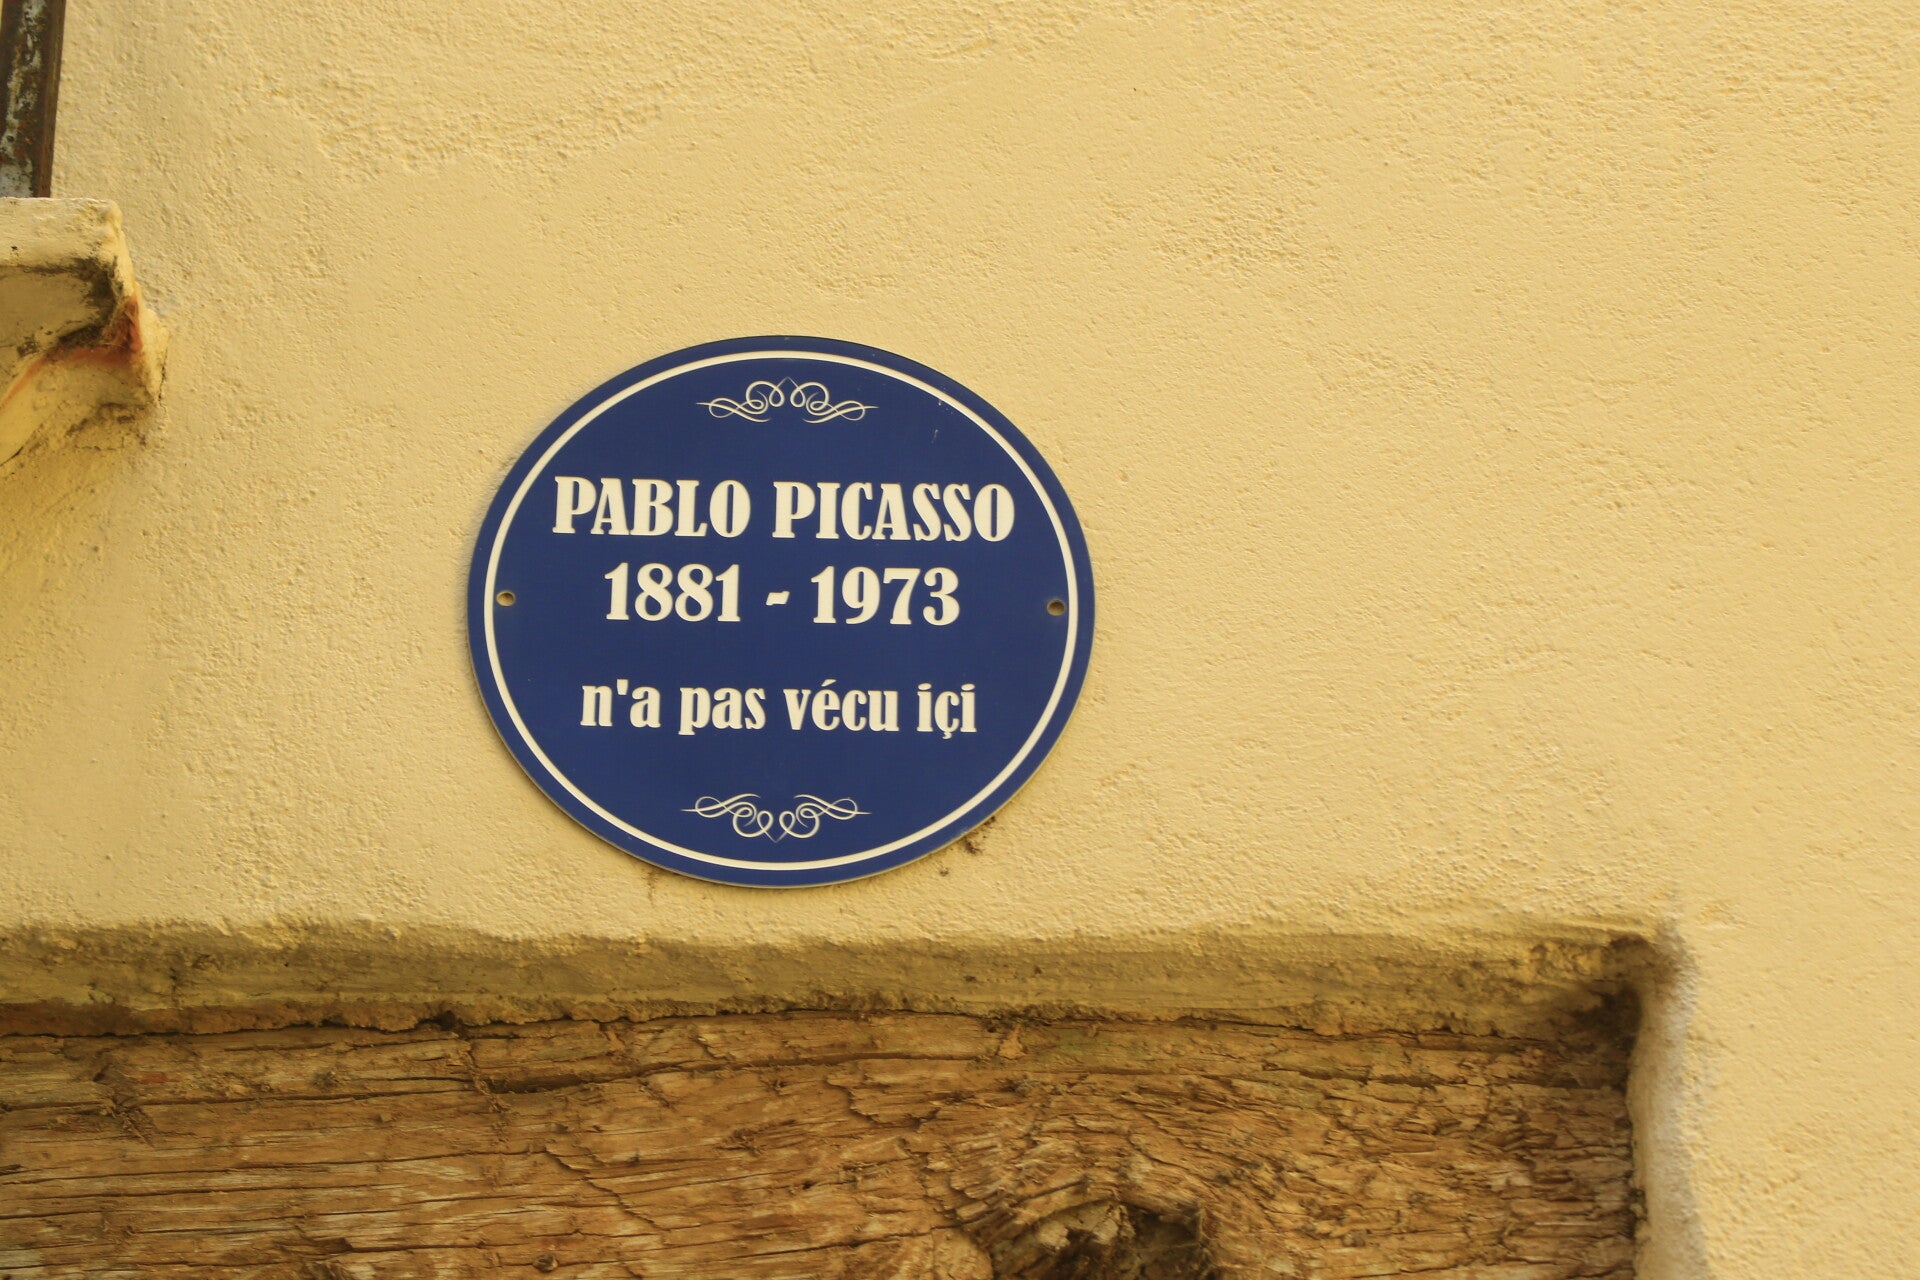 PABLO PICASSO
1881 - 1973
n'a pas vécu içi